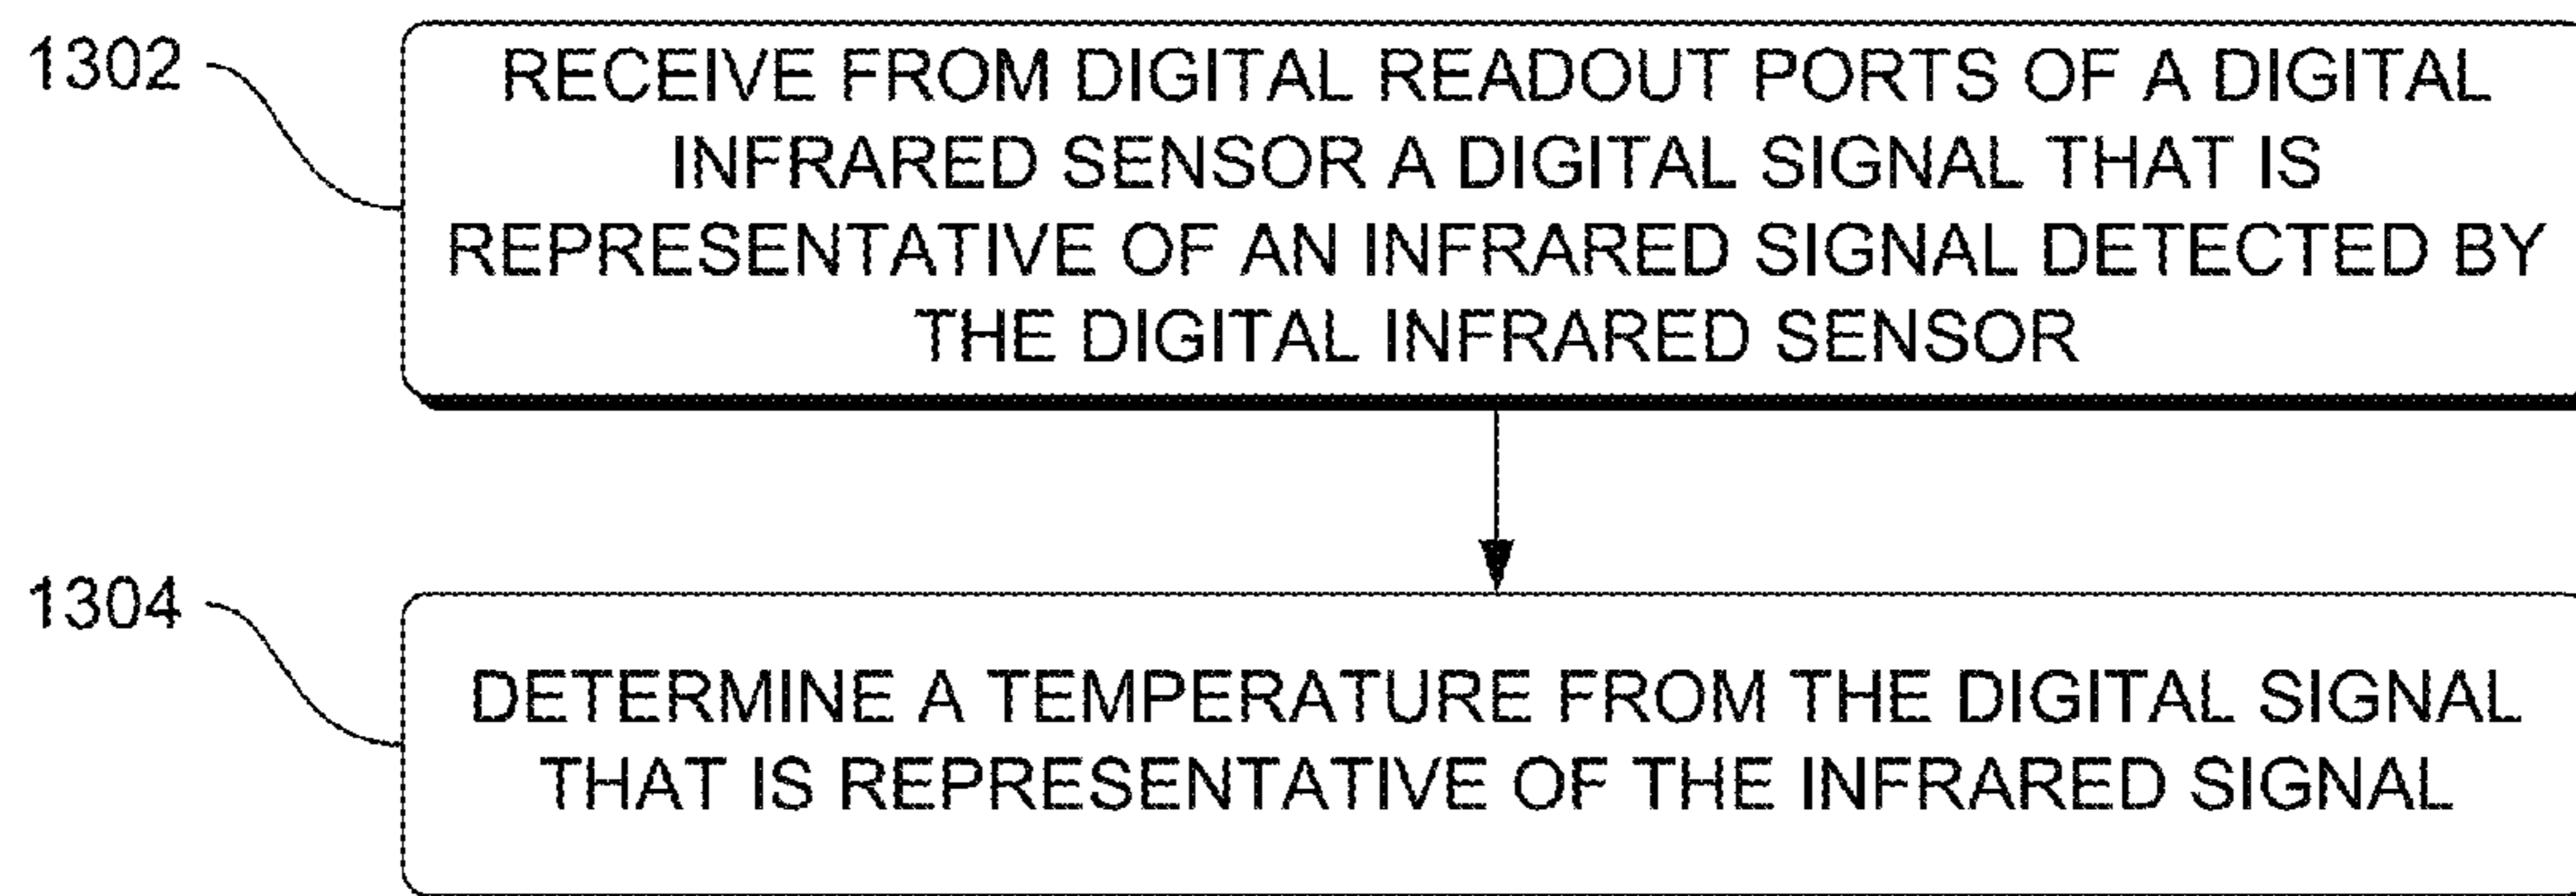 1302
RECEIVE FROM DIGITAL READOUT PORTS OF A DIGITAL
INFRARED SENSOR A DIGITAL SIGNAL THAT IS
REPRESENTATIVE OF AN INFRARED SIGNAL DETECTED BY
THE DIGITAL INFRARED SENSOR
1304
DETERMINE A TEMPERATURE FROM THE DIGITAL SIGNAL
THAT IS REPRESENTATIVE OF THE INFRARED SIGNAL